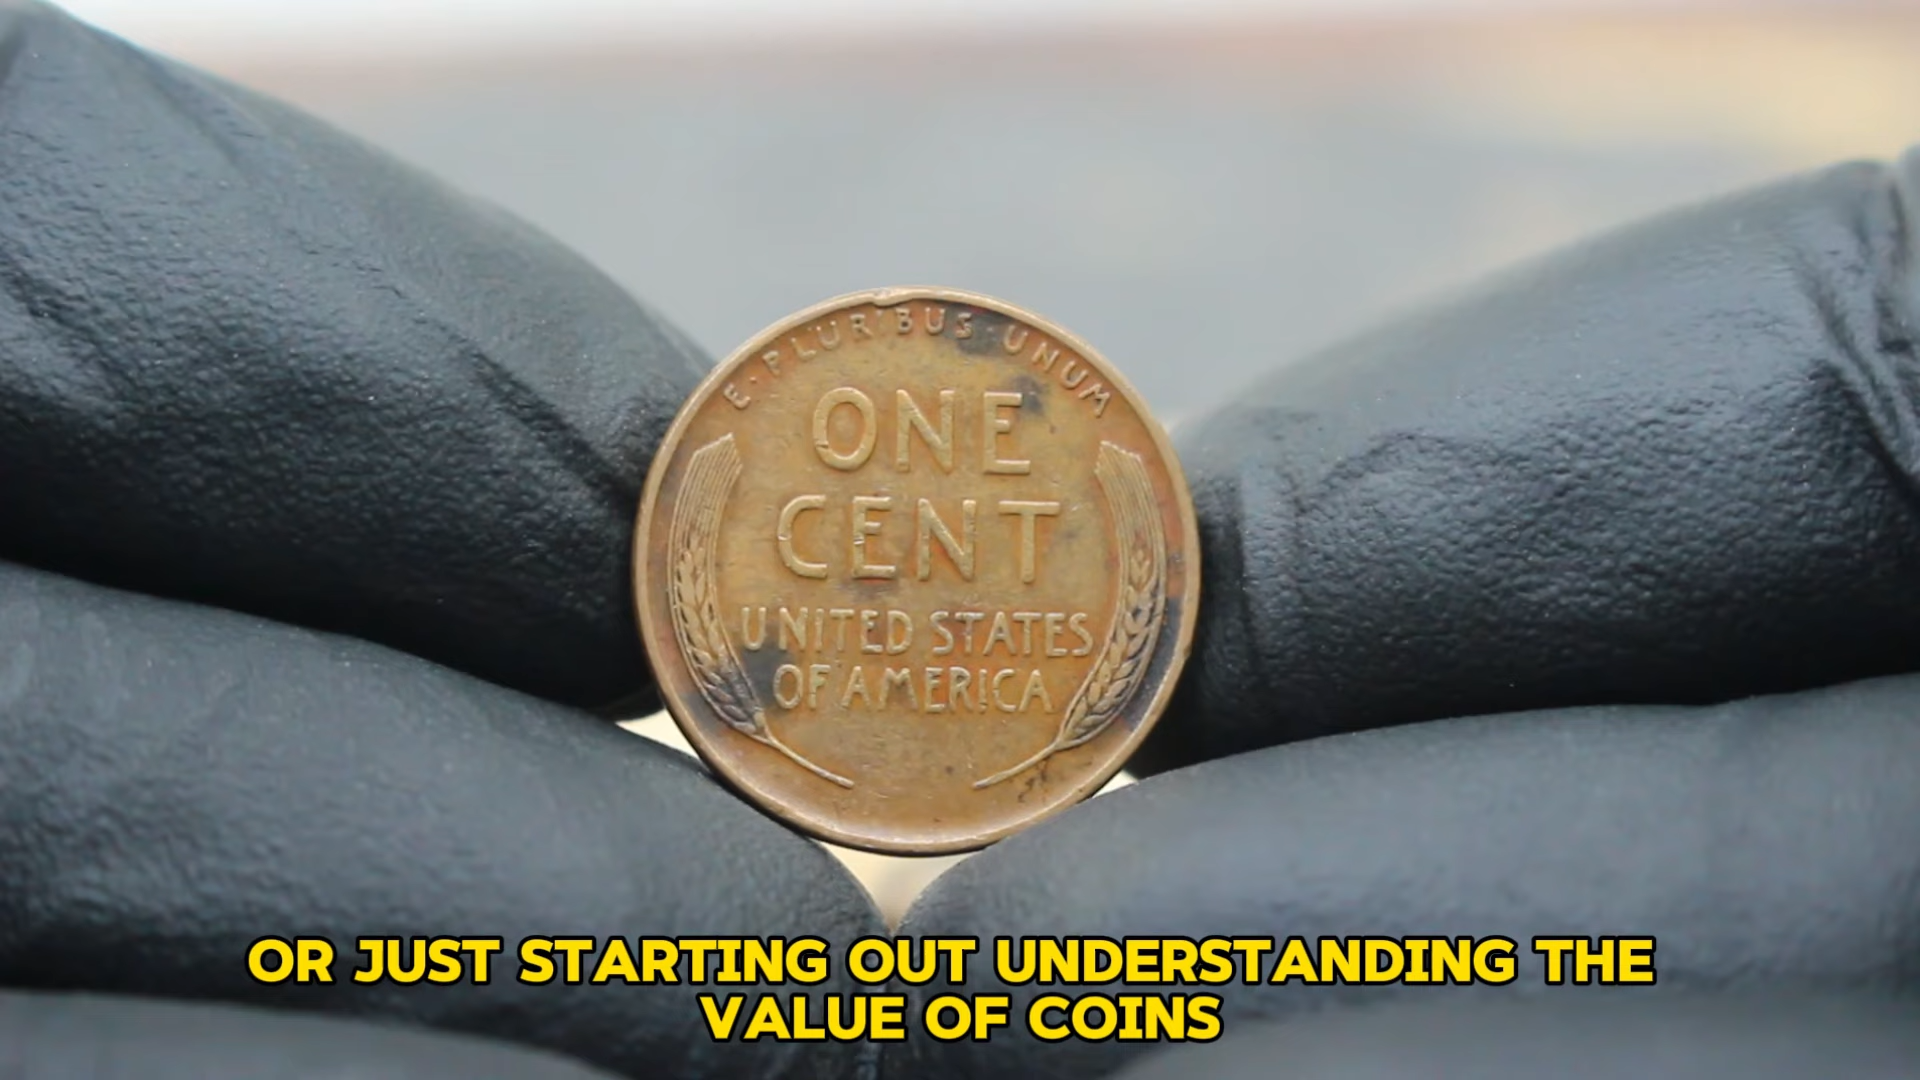 E·PLURIBUS·UNUM
ONE
CENT
UNITED STATES
OF AMERICA
OR JUST STARTING OUT UNDERSTANDING THE
VALUE OF COINS